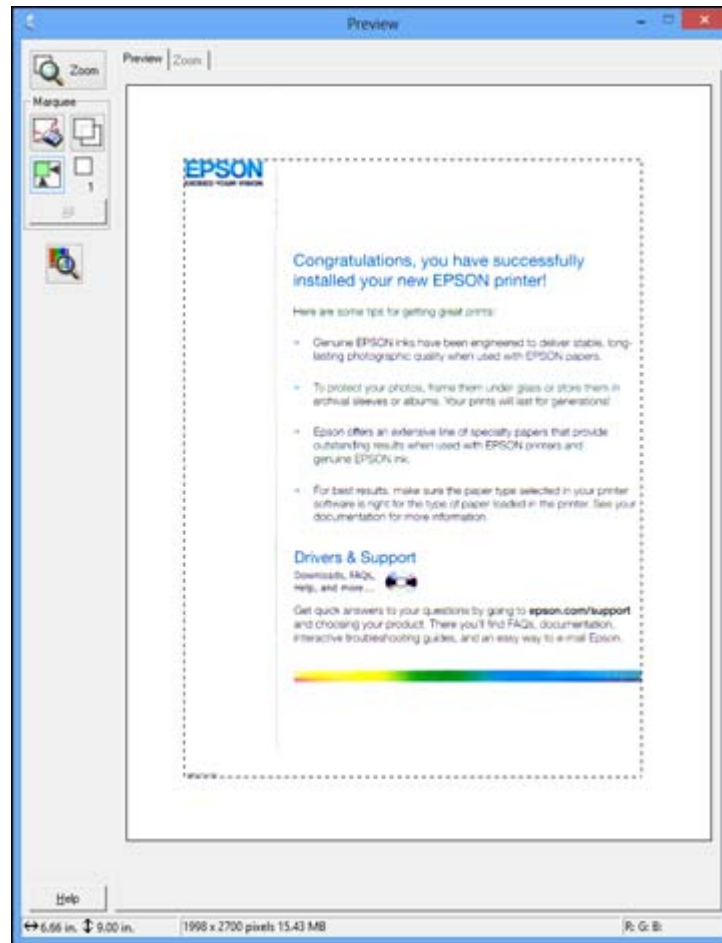 Preview
Zoom
Preview Zoom
Marquee
1
EPSON
EXCEED YOUR VISION
Congratulations, you have successfully
installed your new EPSON printer!
Here are some tips for getting great prints:
Genuine EPSON inks have been engineered to deliver stable, long-
lasting photographic quality when used with EPSON papers.
To protect your photos, frame them under glass or store them in
archival sleeves or albums. Your prints will last for generations!
Epson offers an extensive line of specialty papers that provide
outstanding results when used with EPSON printers and
genuine EPSON ink.
For best results, make sure the paper type selected in your printer
software is right for the type of paper loaded in the printer. See your
documentation for more information.
Drivers & Support
Downloads, FAQs,
Help, and more...
Get quick answers to your questions by going to epson.com/support
and choosing your product. There you'll find FAQs, documentation,
interactive troubleshooting guides, and an easy way to e-mail Epson.
Help
6.66 in. 9.00 in. 1998 x 2700 pixels 15.43 MB R: G: B: